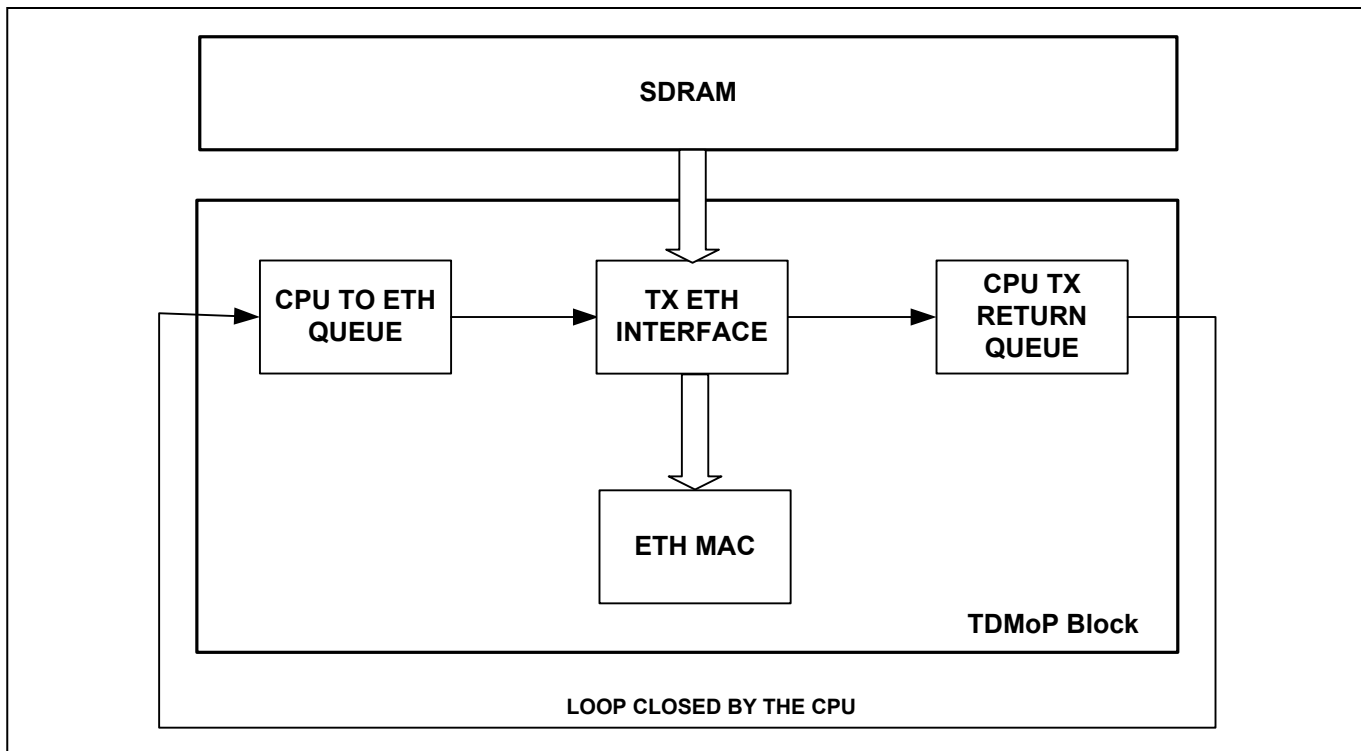 SDRAM
CPU TO ETH
QUEUE
TX ETH
INTERFACE
CPU TX
RETURN
QUEUE
ETH MAC
TDMoP Block
LOOP CLOSED BY THE CPU